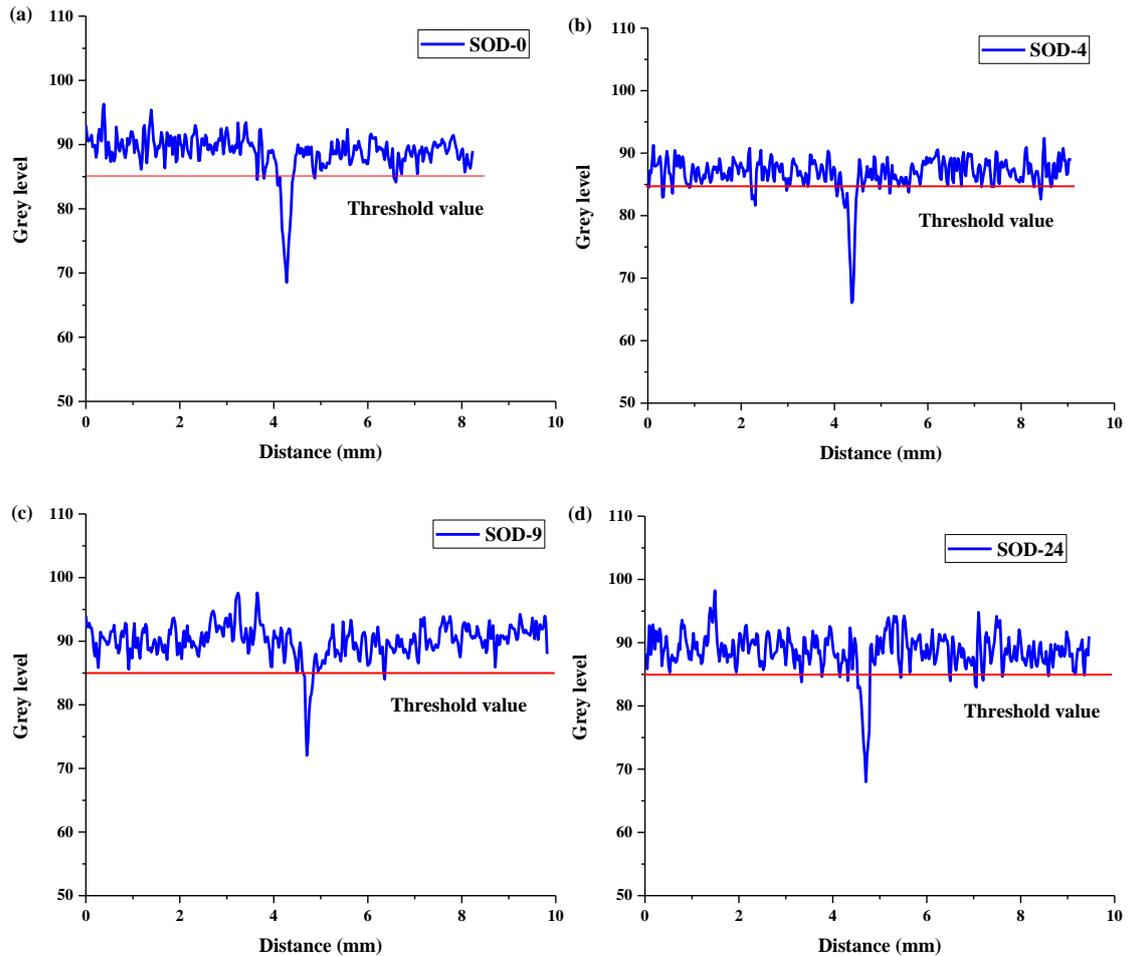 (a)
110
100
90
80
70
60
50
Grey level
SOD-0
Threshold value
0 2 4 6 8 10
Distance (mm)
(b)
110
100
90
80
70
60
50
Grey level
SOD-4
Threshold value
0 2 4 6 8 10
Distance (mm)
(c)
110
100
90
80
70
60
50
Grey level
SOD-9
Threshold value
0 2 4 6 8 10
Distance (mm)
(d)
110
100
90
80
70
60
50
Grey level
SOD-24
Threshold value
0 2 4 6 8 10
Distance (mm)